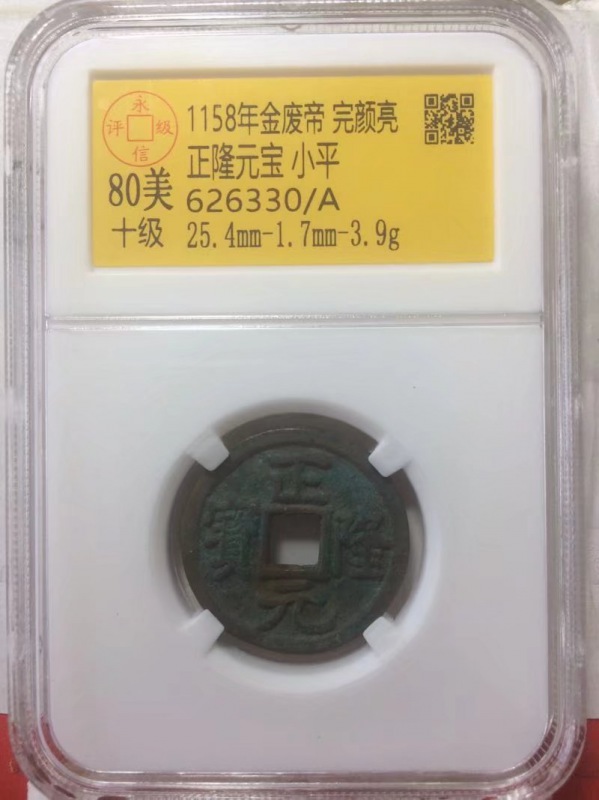 永信评级
1158年金废帝 完颜亮
正隆元宝 小平
80美
626330/A
十级
25.4mm-1.7mm-3.9g
正隆元寶